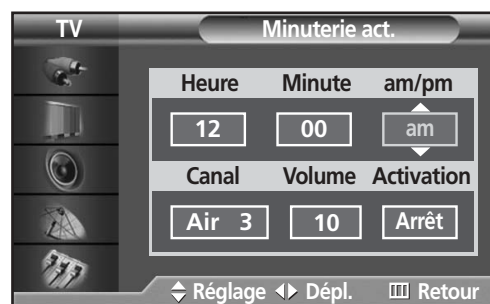 TV Minuterie act.
Heure Minute am/pm
12 00 am
Canal Volume Activation
Air 3 10 Arrêt
Réglage Dépl. Retour